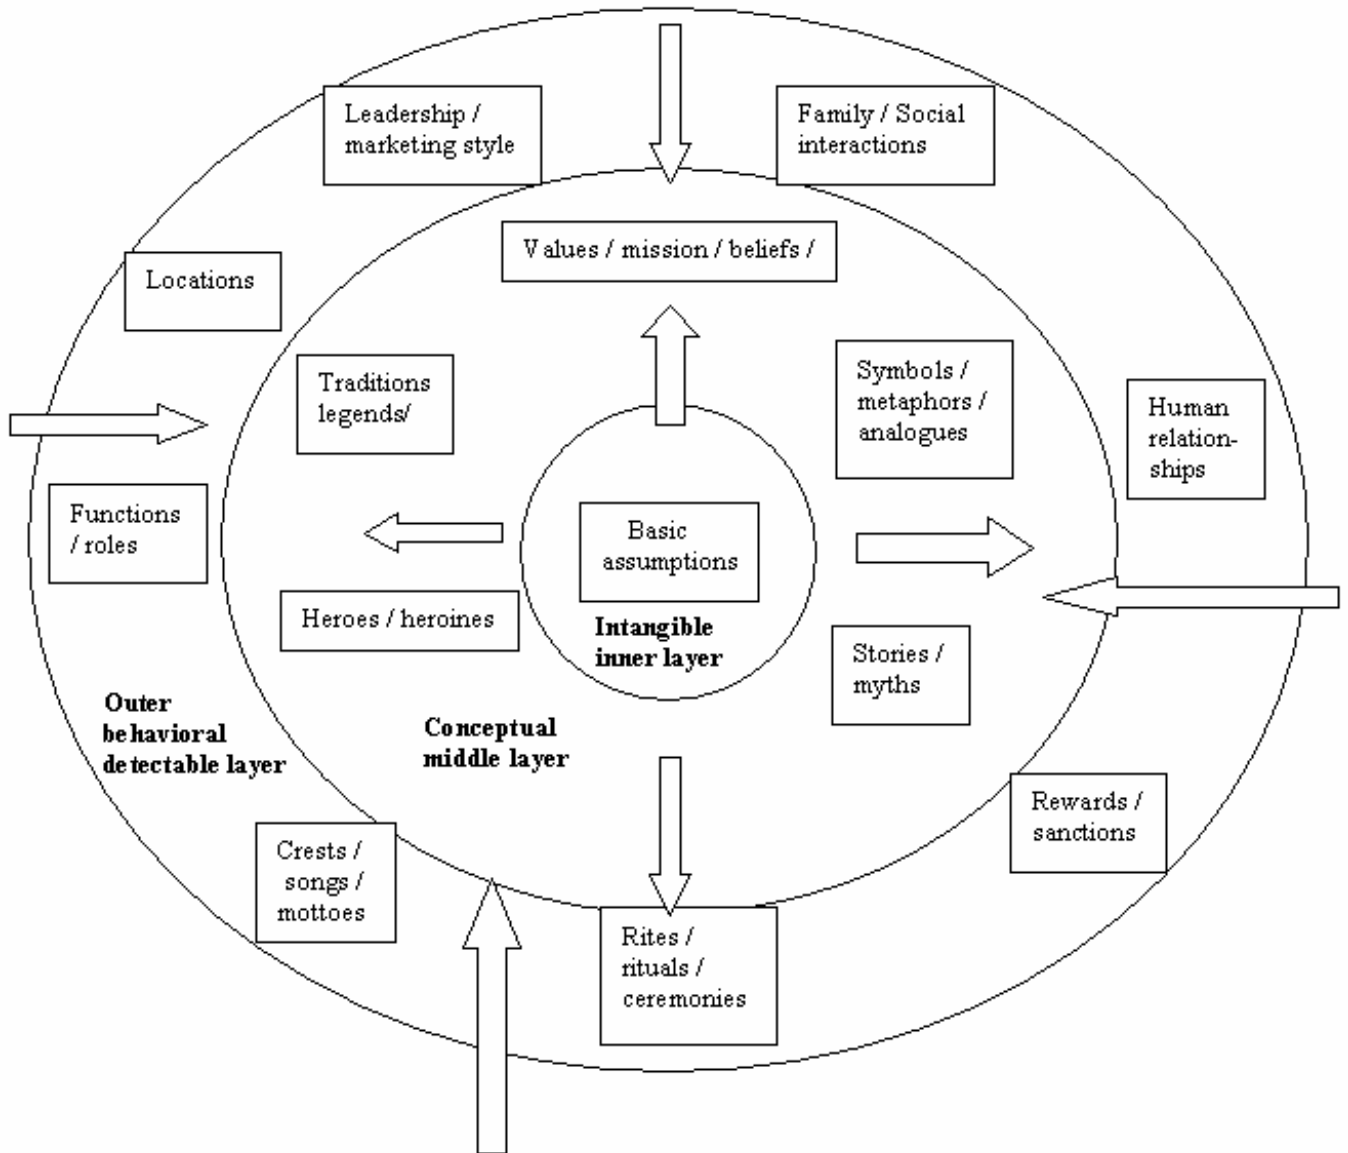 Leadership /
marketing style
Family / Social
interactions
Values / mission / beliefs /
Locations
Traditions
legends/
Symbols /
metaphors /
analogues
Human
relation-
ships
Functions
/ roles
Basic
assumptions
Heroes / heroines
Intangible
inner layer
Stories /
myths
Outer
behavioral
detectable layer
Conceptual
middle layer
Rewards /
sanctions
Crests /
songs /
mottoes
Rites /
rituals /
ceremonies